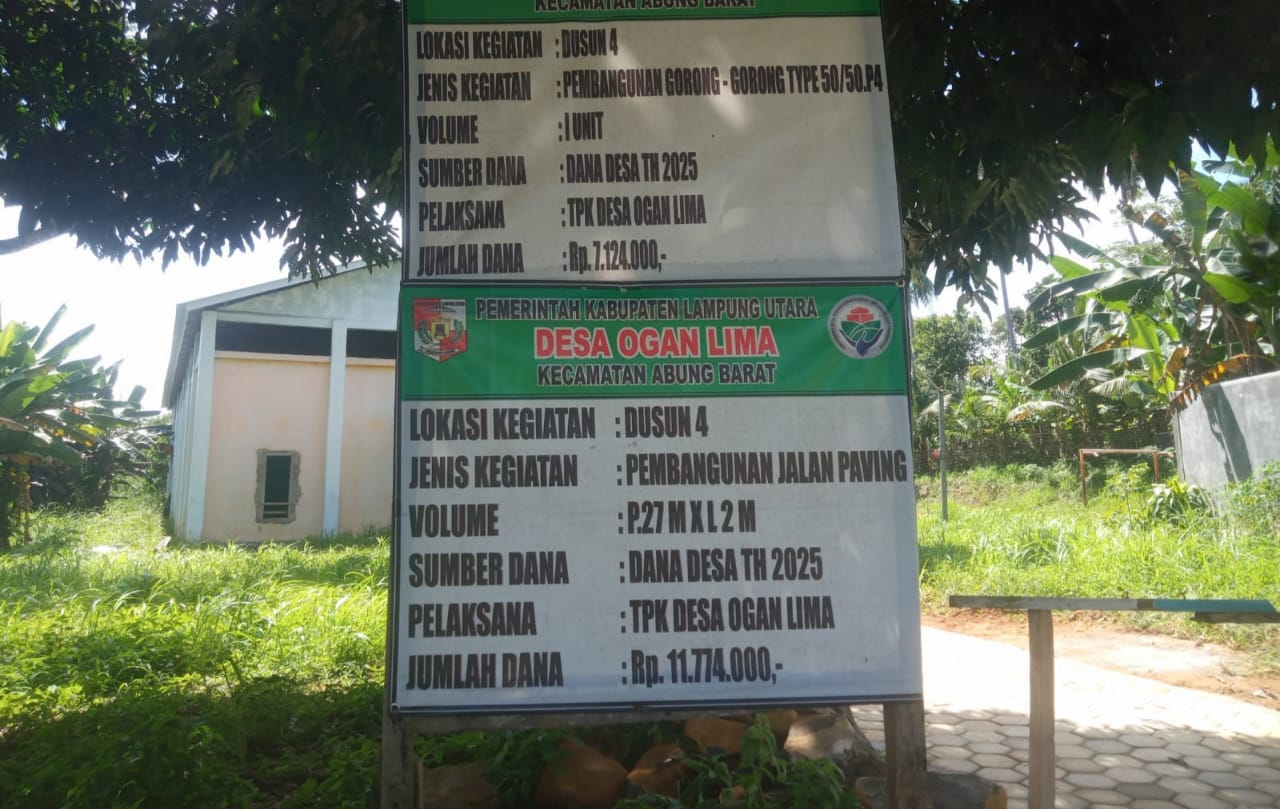 KECAMATAN ABUNG BARAT
LOKASI KEGIATAN : DUSUN 4
JENIS KEGIATAN : PEMBANGUNAN GORONG - GORONG TYPE 50/50.P4
VOLUME : I UNIT
SUMBER DANA : DANA DESA TH 2025
PELAKSANA : TPK DESA OGAN LIMA
JUMLAH DANA : Rp. 7.124.000,-
PEMERINTAH KABUPATEN LAMPUNG UTARA
DESA OGAN LIMA
KECAMATAN ABUNG BARAT
LOKASI KEGIATAN : DUSUN 4
JENIS KEGIATAN : PEMBANGUNAN JALAN PAVING
VOLUME : P.27 M X L 2 M
SUMBER DANA : DANA DESA TH 2025
PELAKSANA : TPK DESA OGAN LIMA
JUMLAH DANA : Rp. 11.774.000,-